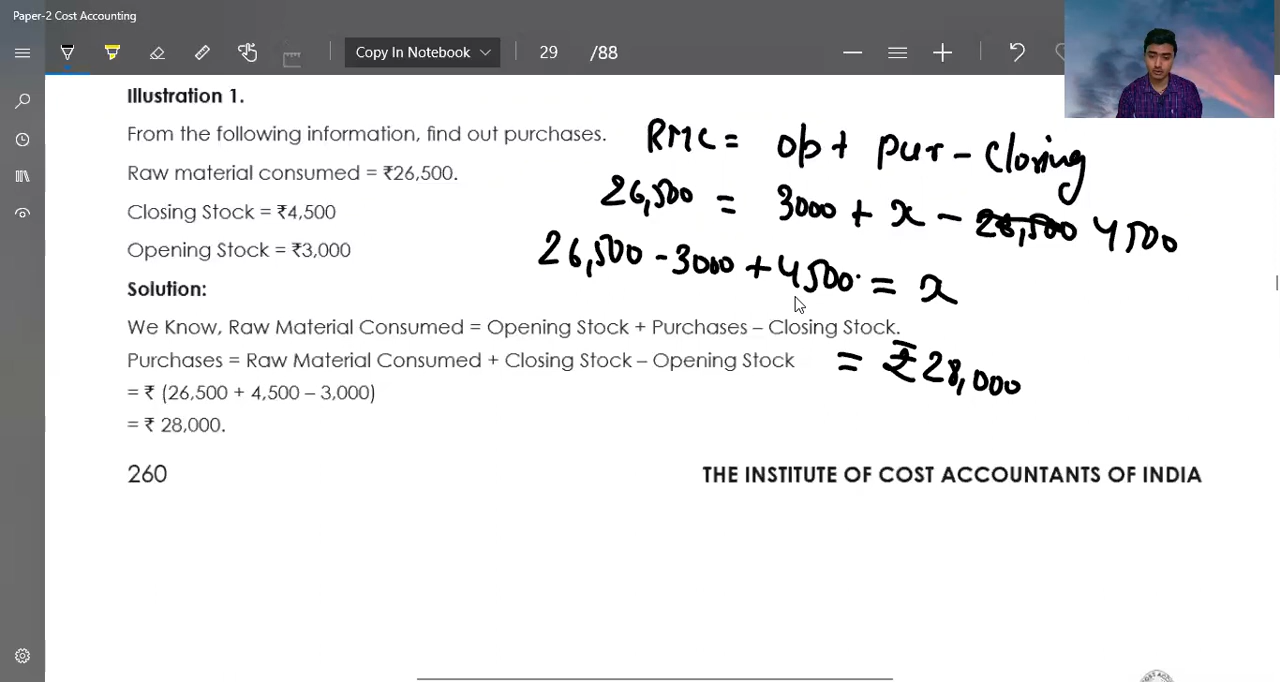 Paper-2 Cost Accounting
Copy In Notebook 29 /88
Illustration 1.
From the following information, find out purchases.
RMC = op + pur - closing
Raw material consumed = ₹26,500.
26,500 = 3000 + x - 26,500 4500
Closing Stock = ₹4,500
Opening Stock = ₹3,000
26,500 - 3000 + 4500 = x
Solution:
We Know, Raw Material Consumed = Opening Stock + Purchases – Closing Stock.
Purchases = Raw Material Consumed + Closing Stock – Opening Stock
= ₹ 28,000
= ₹ (26,500 + 4,500 – 3,000)
= ₹ 28,000.
260
THE INSTITUTE OF COST ACCOUNTANTS OF INDIA